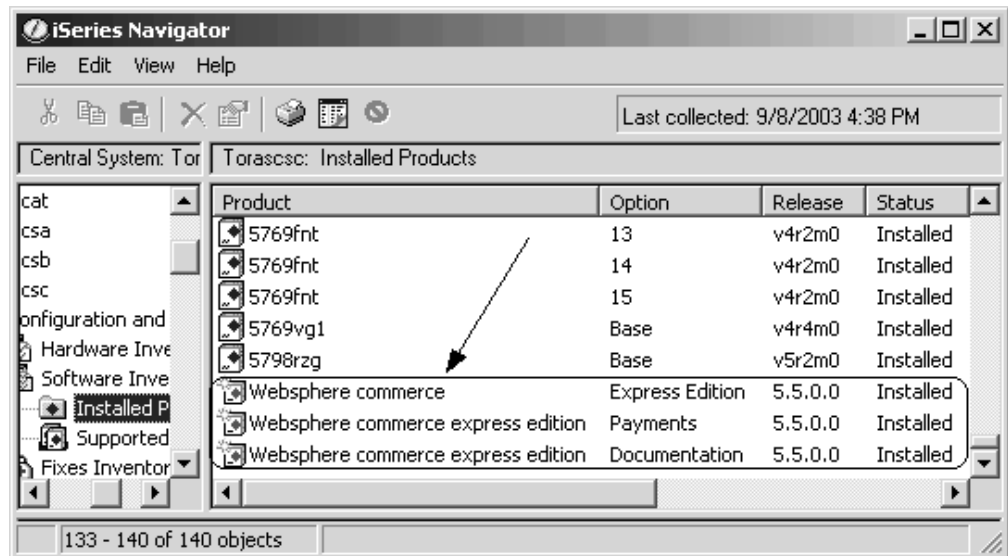 iSeries Navigator
File Edit View Help
Last collected: 9/8/2003 4:38 PM
Central System: Tor
Torascsc: Installed Products
cat
csa
csb
csc
onfiguration and
Hardware Inve
Software Inve
Installed P
Supported
Fixes Inventor
Product Option Release Status
5769fnt 13 v4r2m0 Installed
5769fnt 14 v4r2m0 Installed
5769fnt 15 v4r2m0 Installed
5769vg1 Base v4r4m0 Installed
5798rzg Base v5r2m0 Installed
Websphere commerce Express Edition 5.5.0.0 Installed
Websphere commerce express edition Payments 5.5.0.0 Installed
Websphere commerce express edition Documentation 5.5.0.0 Installed
133 - 140 of 140 objects